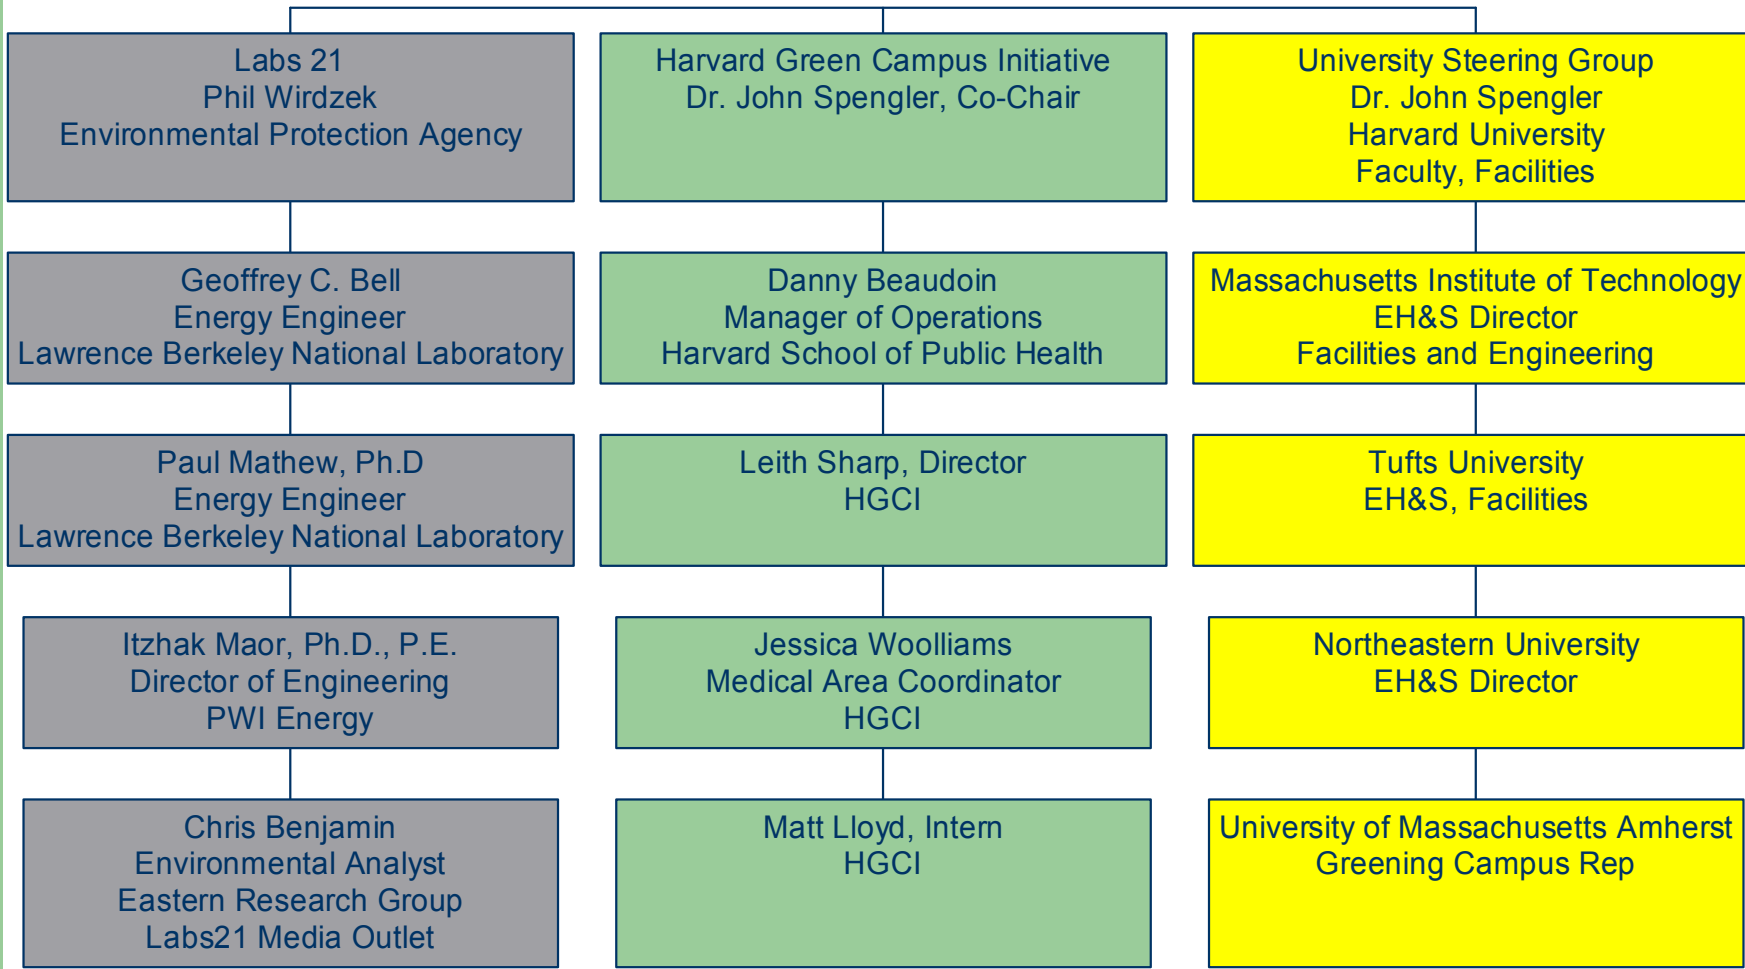 Labs 21
Phil Wirdzek
Environmental Protection Agency
Harvard Green Campus Initiative
Dr. John Spengler, Co-Chair
University Steering Group
Dr. John Spengler
Harvard University
Faculty, Facilities
Geoffrey C. Bell
Energy Engineer
Lawrence Berkeley National Laboratory
Danny Beaudoin
Manager of Operations
Harvard School of Public Health
Massachusetts Institute of Technology
EH&S Director
Facilities and Engineering
Paul Mathew, Ph.D
Energy Engineer
Lawrence Berkeley National Laboratory
Leith Sharp, Director
HGCI
Tufts University
EH&S, Facilities
Itzhak Maor, Ph.D., P.E.
Director of Engineering
PWI Energy
Jessica Woolliams
Medical Area Coordinator
HGCI
Northeastern University
EH&S Director
Chris Benjamin
Environmental Analyst
Eastern Research Group
Labs21 Media Outlet
Matt Lloyd, Intern
HGCI
University of Massachusetts Amherst
Greening Campus Rep